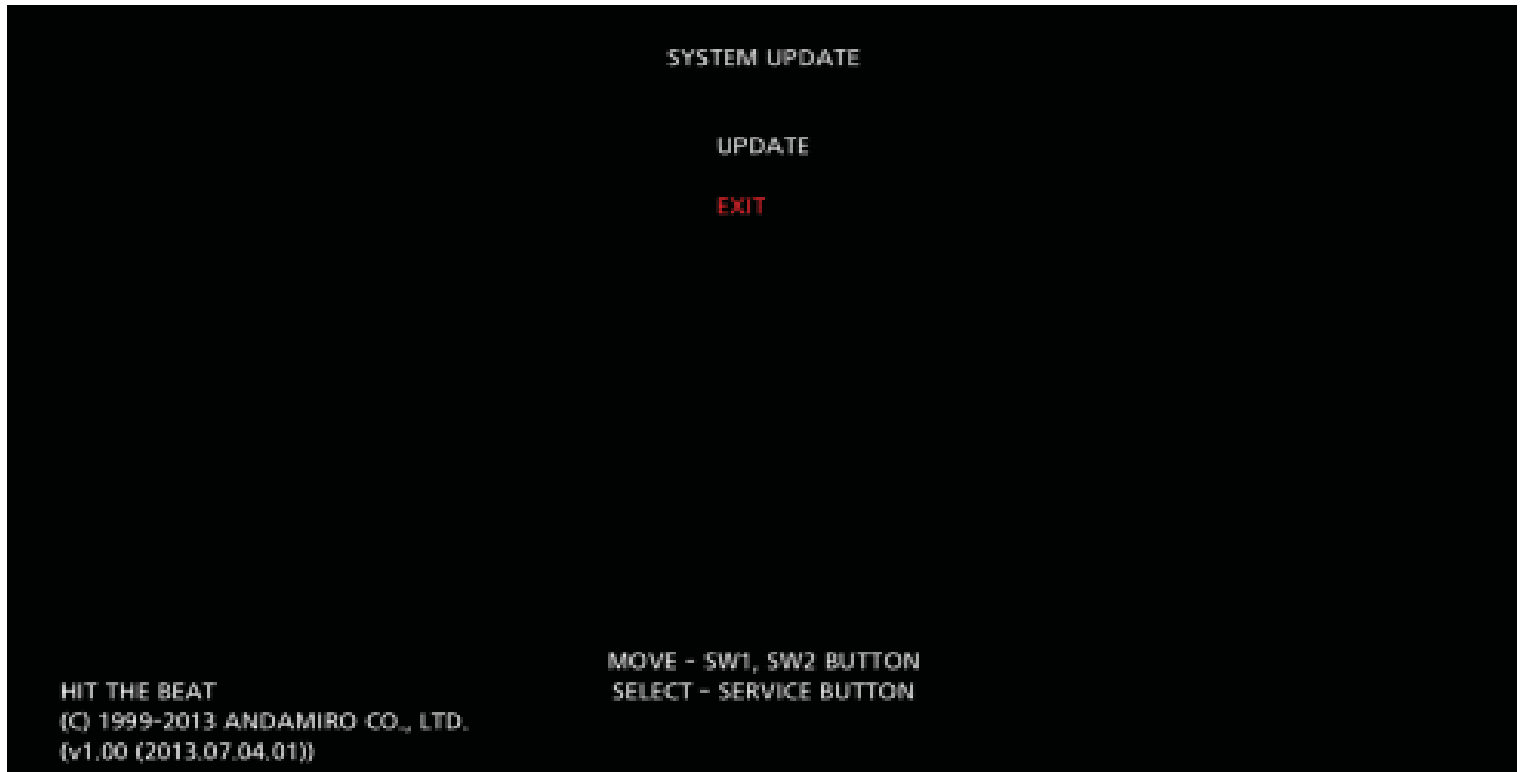 SYSTEM UPDATE
UPDATE
EXIT
MOVE - SW1, SW2 BUTTON
SELECT - SERVICE BUTTON
HIT THE BEAT
(C) 1999-2013 ANDAMIRO CO., LTD.
(v1.00 (2013.07.04.01))